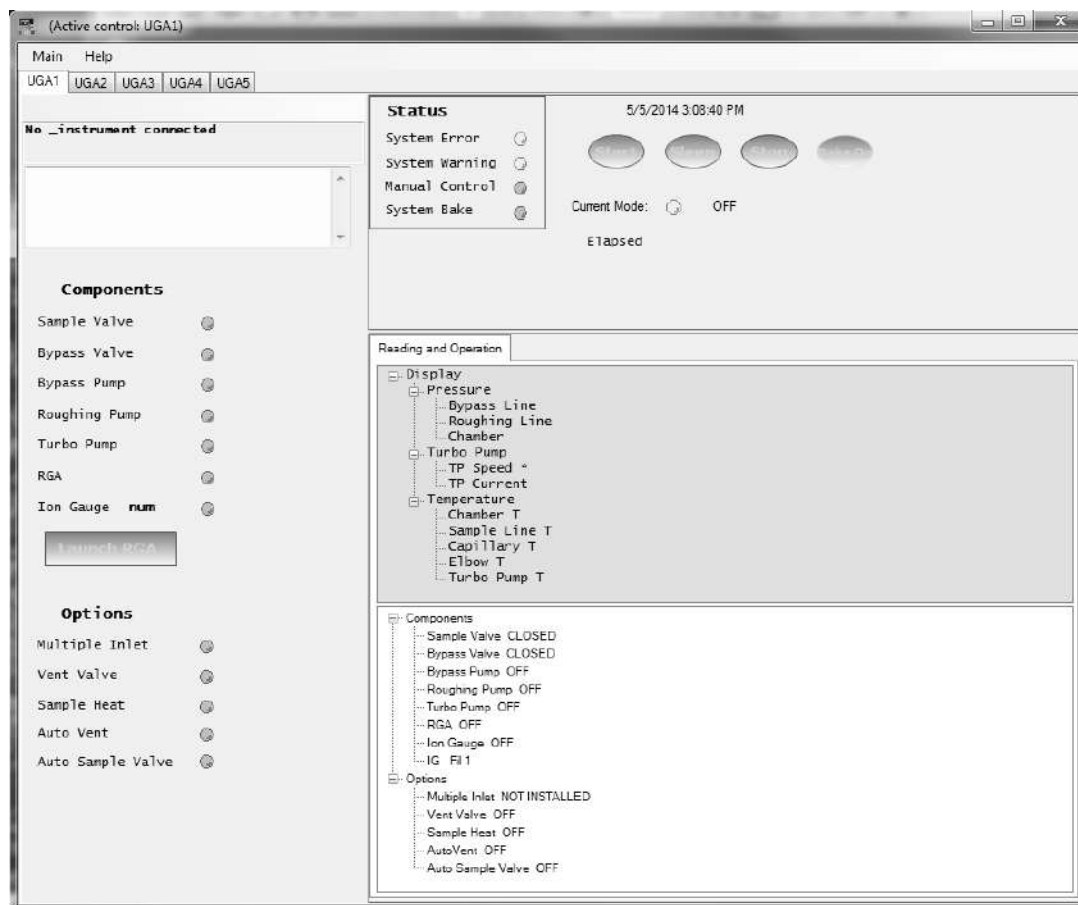 (Active control: UGA1)
Main Help
UGA1 UGA2 UGA3 UGA4 UGA5
No _instrument connected
Components
Sample Valve
Bypass Valve
Bypass Pump
Roughing Pump
Turbo Pump
RGA
Ion Gauge num
Launch RGA
Options
Multiple Inlet
Vent Valve
Sample Heat
Auto Vent
Auto Sample Valve
Status
System Error
System Warning
Manual Control
System Bake
5/5/2014 3:08:40 PM
Start Sleep Stop
Current Mode: OFF
Elapsed
Reading and Operation
Display
Pressure
Bypass Line
Roughing Line
Chamber
Turbo Pump
TP Speed *
TP Current
Temperature
Chamber T
Sample Line T
Capillary T
Elbow T
Turbo Pump T
Components
Sample Valve CLOSED
Bypass Valve CLOSED
Bypass Pump OFF
Roughing Pump OFF
Turbo Pump OFF
RGA OFF
Ion Gauge OFF
IG Fil 1
Options
Multiple Inlet NOT INSTALLED
Vent Valve OFF
Sample Heat OFF
AutoVent OFF
Auto Sample Valve OFF